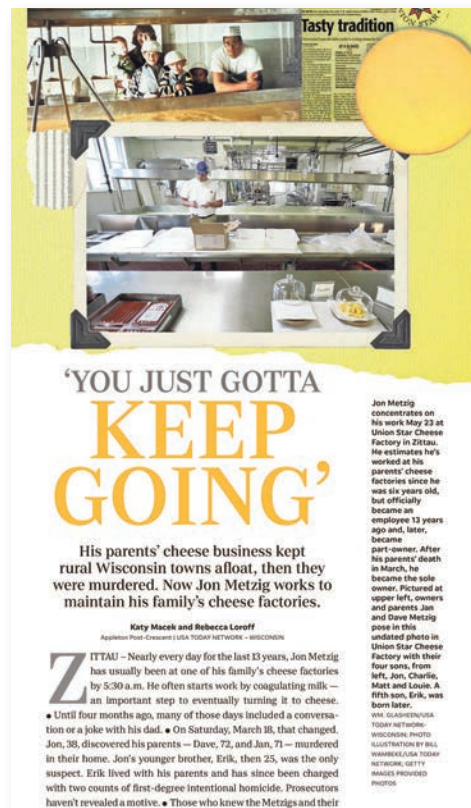 Tasty tradition
ION STAR
'YOU JUST GOTTA
KEEP
GOING'
His parents' cheese business kept
rural Wisconsin towns afloat, then they
were murdered. Now Jon Metzig works to
maintain his family's cheese factories.
Katy Macek and Rebecca Loroff
Appleton Post-Crescent | USA TODAY NETWORK – WISCONSIN
ZITTAU – Nearly every day for the last 13 years, Jon Metzig
has usually been at one of his family's cheese factories
by 5:30 a.m. He often starts work by coagulating milk —
an important step to eventually turning it to cheese.
● Until four months ago, many of those days included a conversa-
tion or a joke with his dad. ● On Saturday, March 18, that changed.
Jon, 38, discovered his parents — Dave, 72, and Jan, 71 — murdered
in their home. Jon's younger brother, Erik, then 25, was the only
suspect. Erik lived with his parents and has since been charged
with two counts of first-degree intentional homicide. Prosecutors
haven't revealed a motive. ● Those who knew the Metzigs and their
Jon Metzig
concentrates on
his work May 23 at
Union Star Cheese
Factory in Zittau.
He estimates he's
worked at his
parents' cheese
factories since he
was six years old,
but officially
became an
employee 13 years
ago and, later,
became
part-owner. After
his parents' death
in March, he
became the sole
owner. Pictured at
upper left, owners
and parents Jan
and Dave Metzig
pose in this
undated photo in
Union Star Cheese
Factory with their
four sons, from
left, Jon, Charlie,
Matt and Louie. A
fifth son, Erik, was
born later.
WM. GLASHEEN/USA
TODAY NETWORK-
WISCONSIN; PHOTO
ILLUSTRATION BY BILL
WAMBEKE/USA TODAY
NETWORK; GETTY
IMAGES PROVIDED
PHOTOS